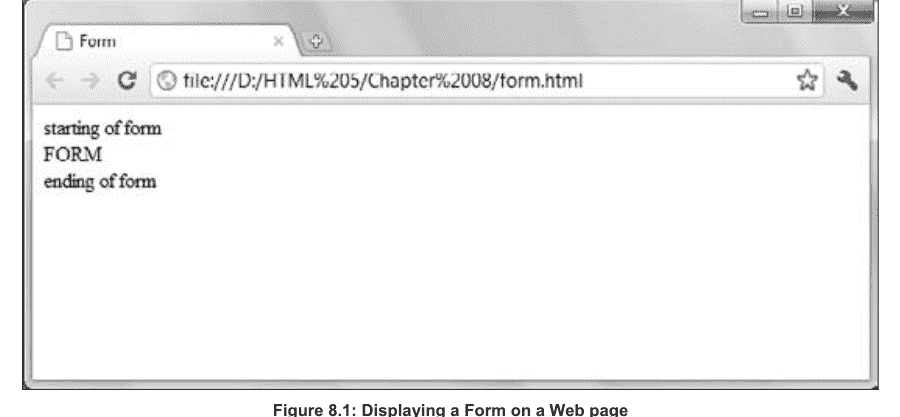 Form
file:///D:/HTML%205/Chapter%2008/form.html
starting of form
FORM
ending of form
Figure 8.1: Displaying a Form on a Web page